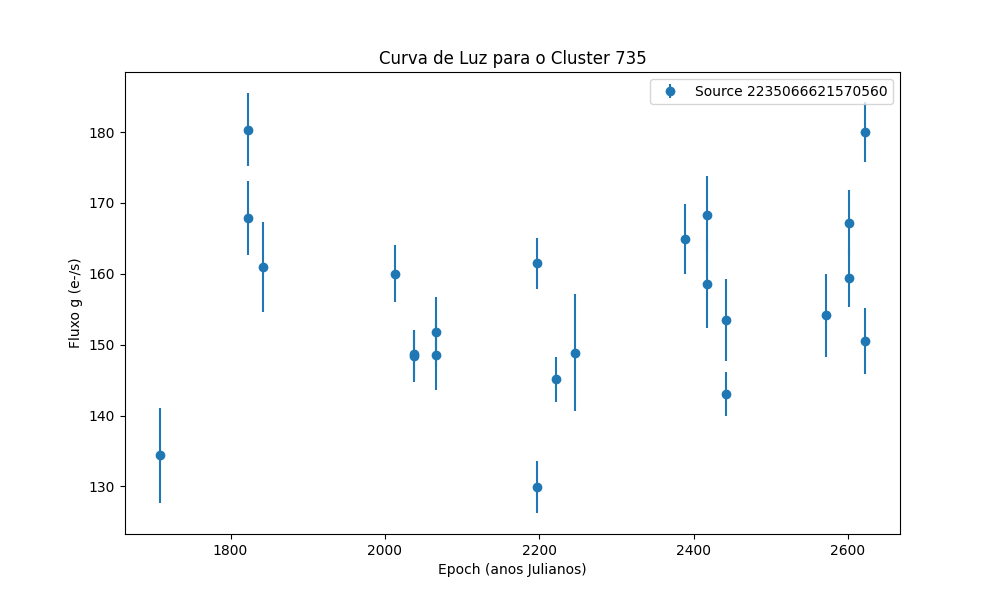 Curva de Luz para o Cluster 735
Source 2235066621570560
Fluxo g (e-/s)
180
170
160
150
140
130
1800
2000
2200
2400
2600
Epoch (anos Julianos)